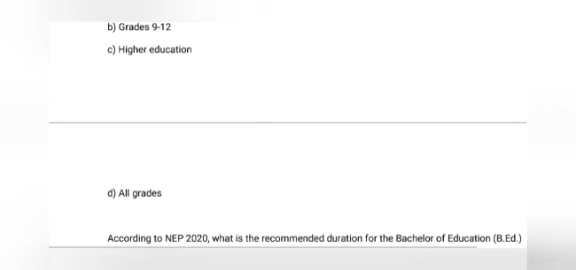 b) Grades 9-12
c) Higher education
d) All grades
According to NEP 2020, what is the recommended duration for the Bachelor of Education (B.Ed.)